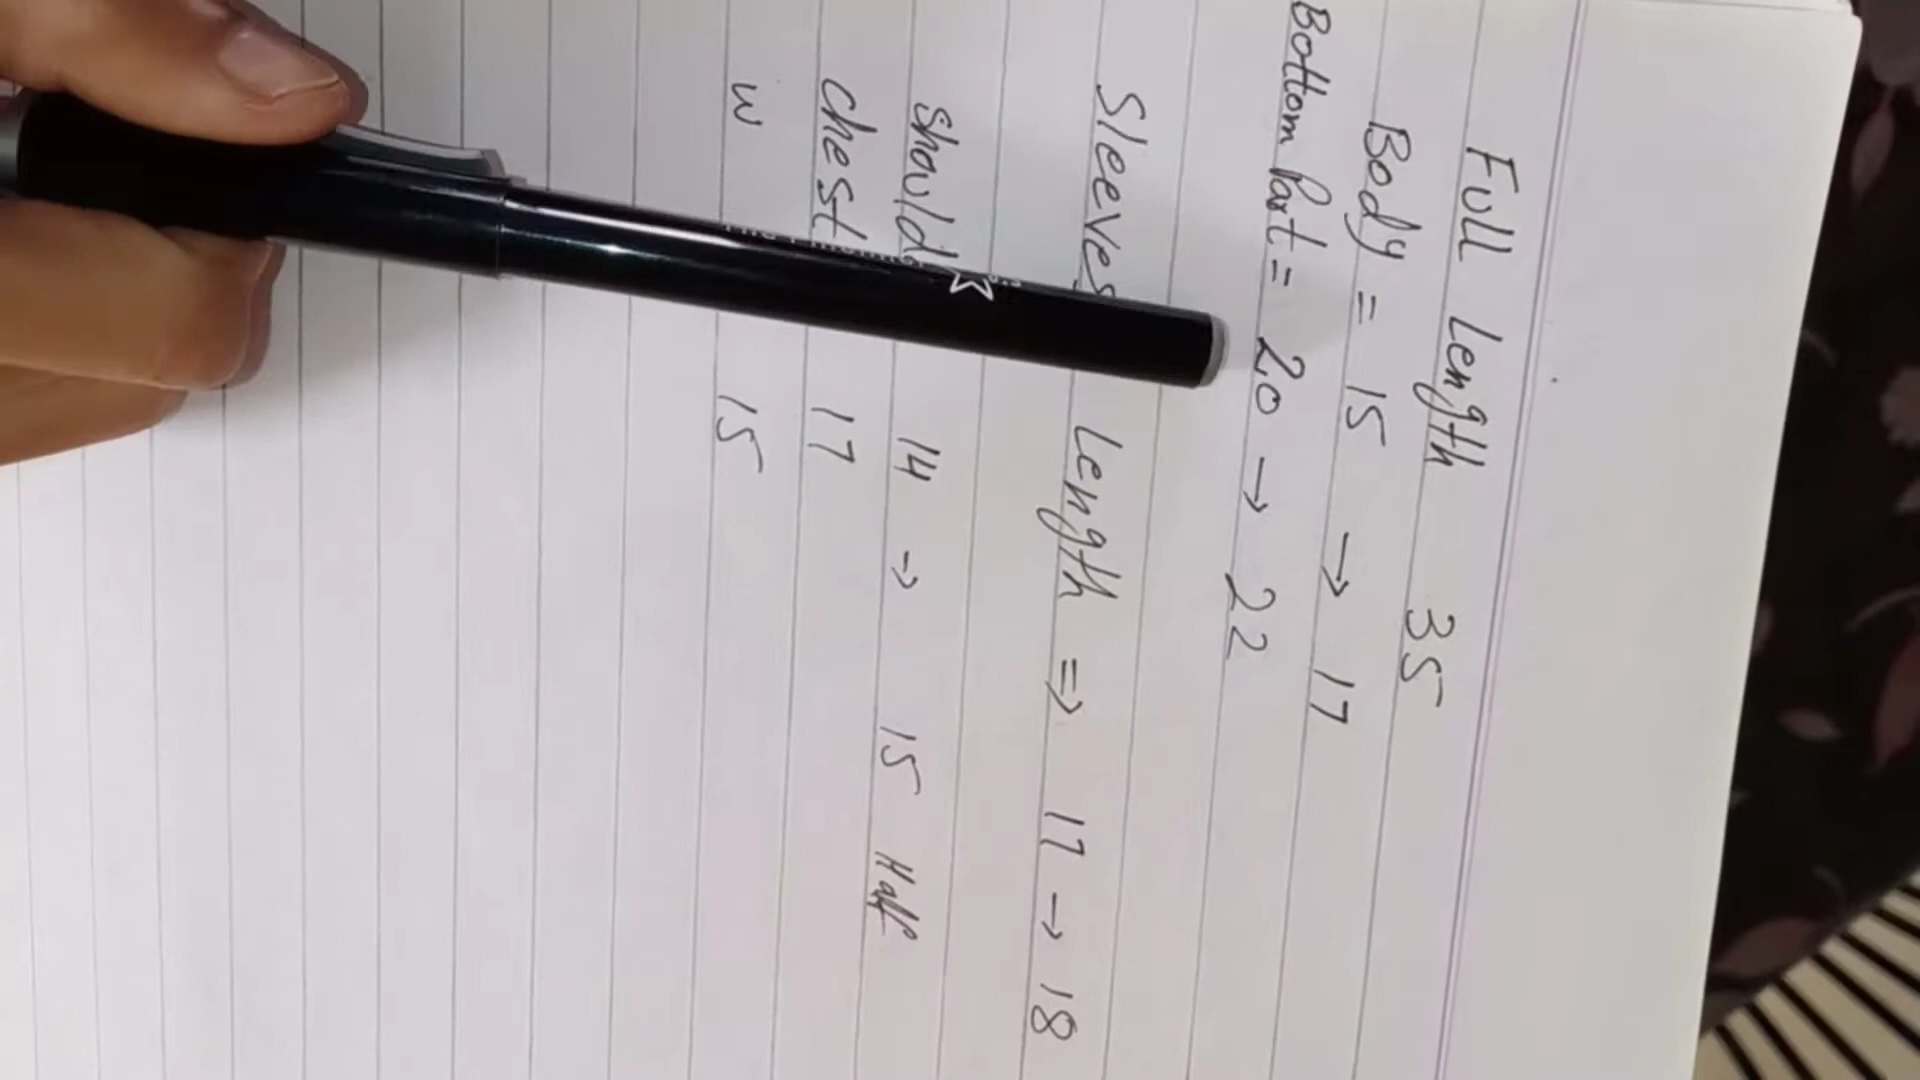 Full Length 35
Body = 15 → 17
Bottom Part = 20 → 22
Sleeves Length ⇒ 17 → 18
Should 14 → 15 Half
Chest 17
W 15